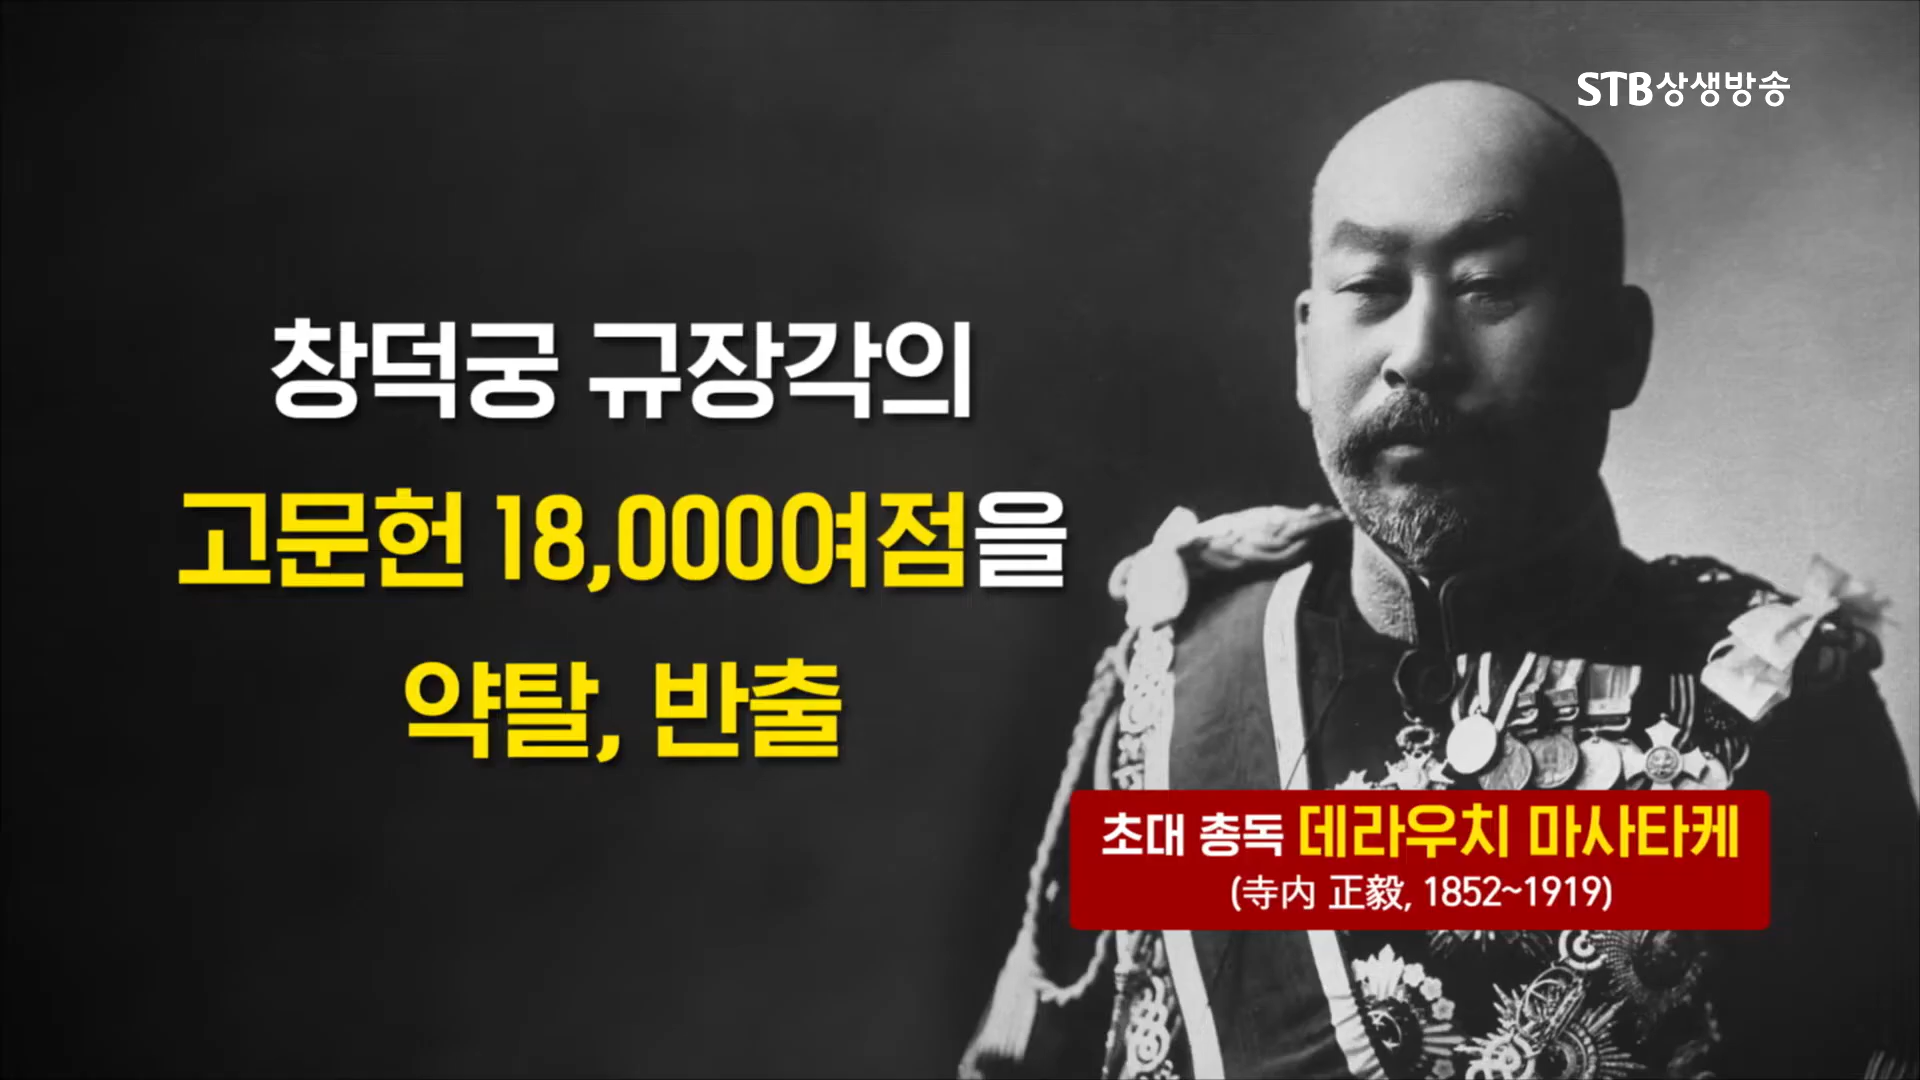 STB상생방송
창덕궁 규장각의
고문헌 18,000여점을
약탈, 반출
초대 총독 데라우치 마사타케
(寺内 正毅, 1852~1919)